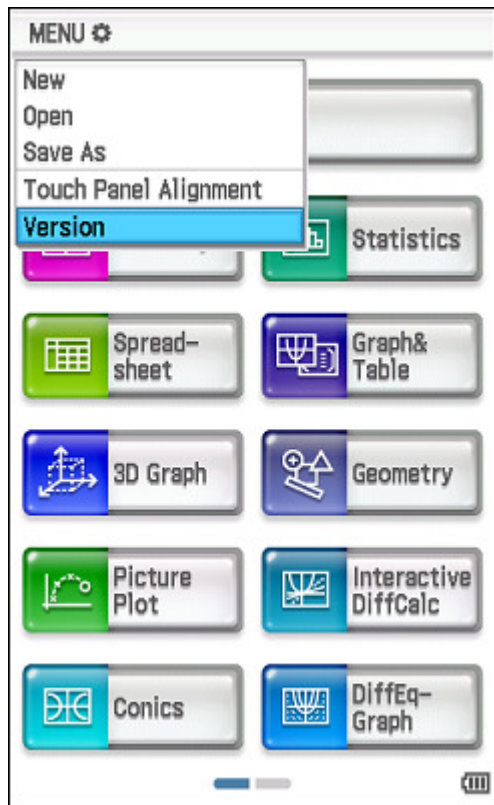 MENU
New
Open
Save As
Touch Panel Alignment
Version
Statistics
Spread-
sheet
Graph&
Table
3D Graph
Geometry
Picture
Plot
Interactive
DiffCalc
Conics
DiffEq-
Graph